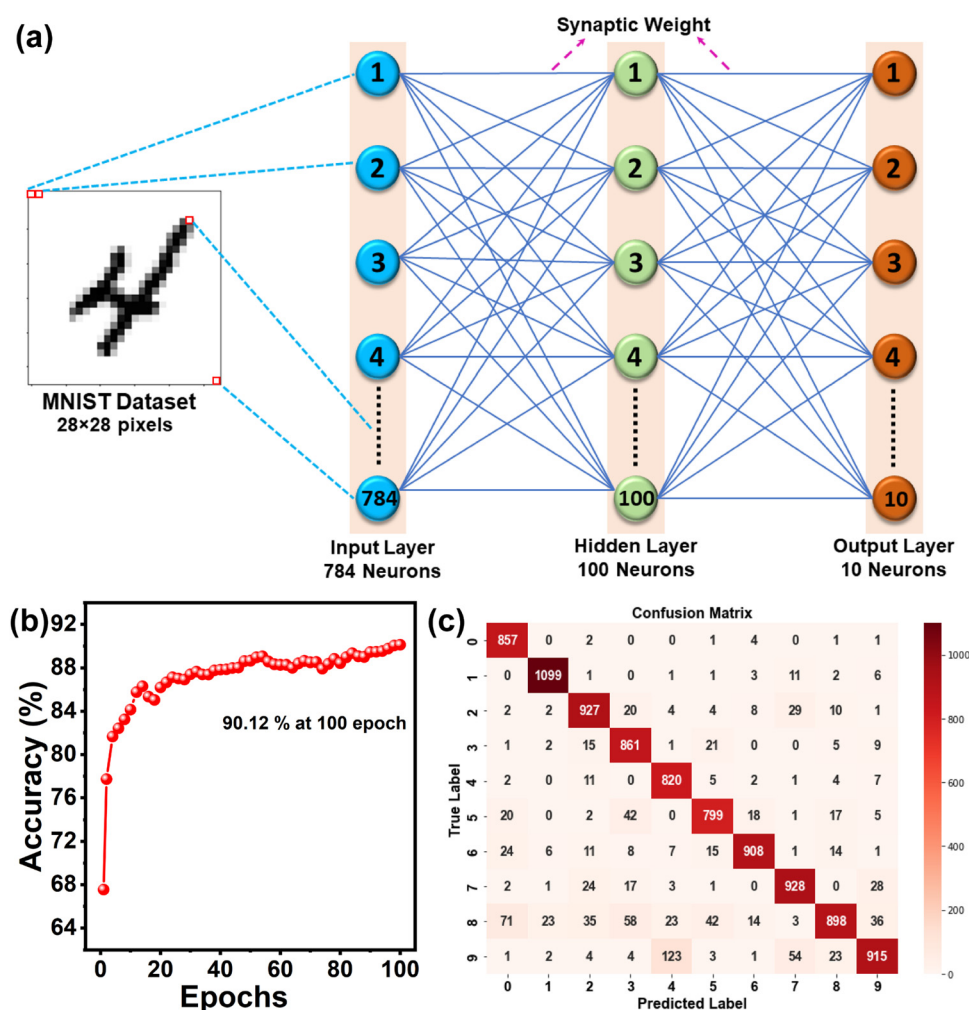 (a)
Synaptic Weight
1 1 1
2 2 2
3 3 3
4 4 4
784 100 10
MNIST Dataset
28×28 pixels
Input Layer
784 Neurons
Hidden Layer
100 Neurons
Output Layer
10 Neurons
(b)
92
88
84
80
76
72
68
64
Accuracy (%)
90.12 % at 100 epoch
0 20 40 60 80 100
Epochs
(c)
Confusion Matrix
True Label
0 857 0 2 0 0 1 4 0 1 1
1 0 1099 1 0 1 1 3 11 2 6
2 2 2 927 20 4 4 8 29 10 1
3 1 2 15 861 1 21 0 0 5 9
4 2 0 11 0 820 5 2 1 4 7
5 20 0 2 42 0 799 18 1 17 5
6 24 6 11 8 7 15 908 1 14 1
7 2 1 24 17 3 1 0 928 0 28
8 71 23 35 58 23 42 14 3 898 36
9 1 2 4 4 123 3 1 54 23 915
0 1 2 3 4 5 6 7 8 9
Predicted Label
1000
800
600
400
200
0